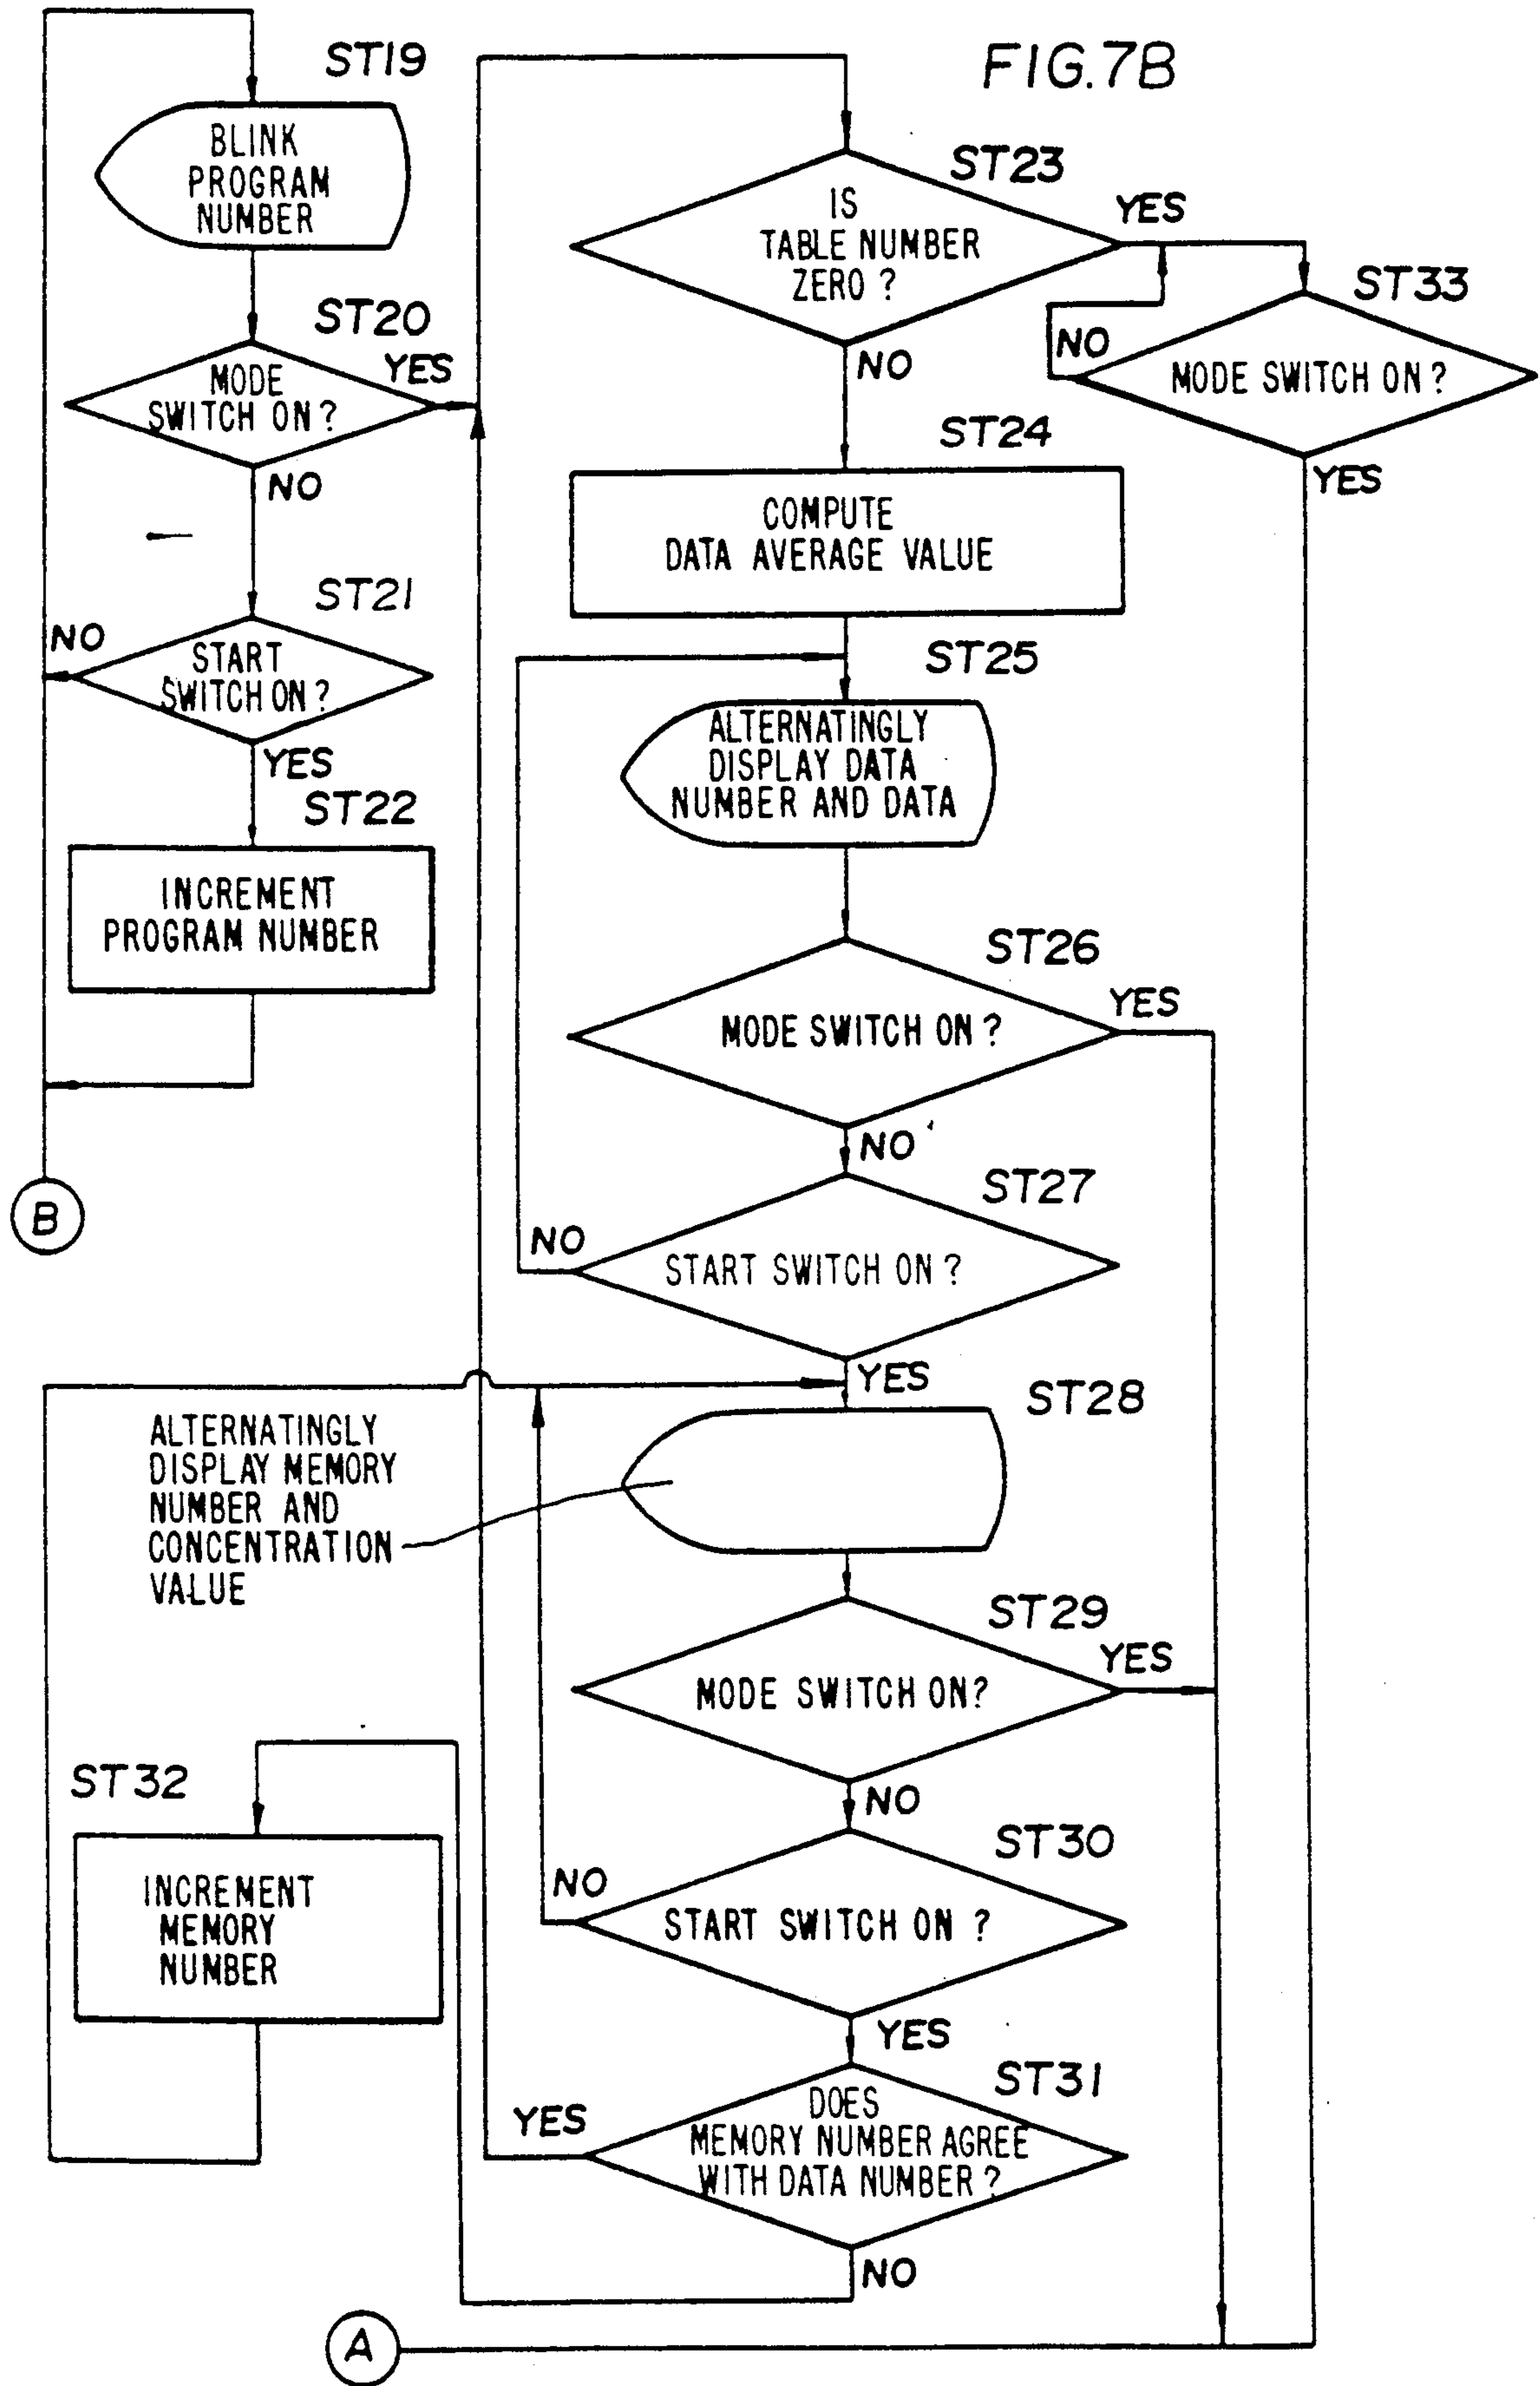 FIG.7B
ST19
BLINK
PROGRAM
NUMBER
ST20
MODE
SWITCH ON?
YES
NO
ST21
START
SWITCH ON?
NO
YES
ST22
INCREMENT
PROGRAM NUMBER
B
ST23
IS
TABLE NUMBER
ZERO?
YES
NO
ST33
MODE SWITCH ON?
NO
YES
ST24
COMPUTE
DATA AVERAGE VALUE
ST25
ALTERNATINGLY
DISPLAY DATA
NUMBER AND DATA
ST26
MODE SWITCH ON?
YES
NO
ST27
START SWITCH ON?
NO
YES
ST28
ALTERNATINGLY
DISPLAY MEMORY
NUMBER AND
CONCENTRATION
VALUE
ST29
MODE SWITCH ON?
YES
NO
ST30
START SWITCH ON?
NO
YES
ST31
DOES
MEMORY NUMBER AGREE
WITH DATA NUMBER?
YES
NO
ST32
INCREMENT
MEMORY
NUMBER
A